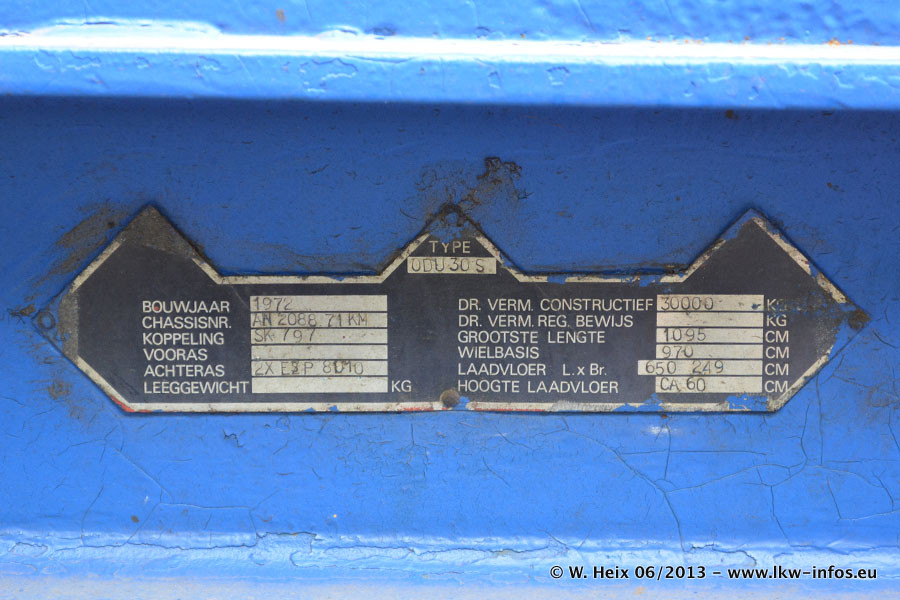 TYPE
ODU 30 S
BOUWJAAR 1972
CHASSISNR. AN 2088 71 KM
KOPPELING SK 797
VOORAS
ACHTERAS 2X 8010
LEEGGEWICHT KG
DR. VERM. CONSTRUCTIEF 30000 KG
DR. VERM. REG. BEWIJS KG
GROOTSTE LENGTE 1095 CM
WIELBASIS 970 CM
LAADVLOER L. x Br. 650 249 CM
HOOGTE LAADVLOER CA 60 CM
© W. Heix 06/2013 - www.lkw-infos.eu